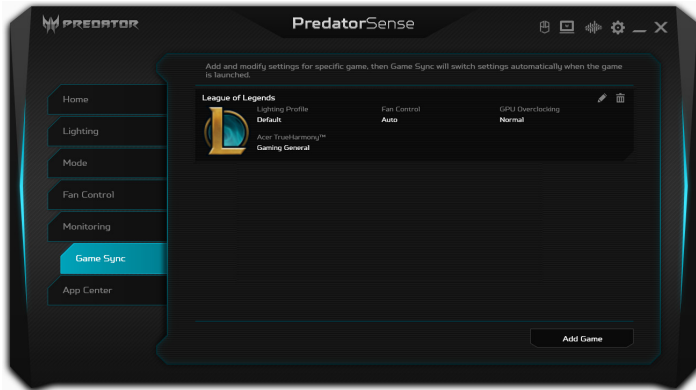 PREDATOR
PredatorSense
Add and modify settings for specific game, then Game Sync will switch settings automatically when the game
is launched.
Home
Lighting
Mode
Fan Control
Monitoring
Game Sync
App Center
League of Legends
Lighting Profile
Default
Fan Control
Auto
GPU Overclocking
Normal
Acer TrueHarmony™
Gaming General
Add Game